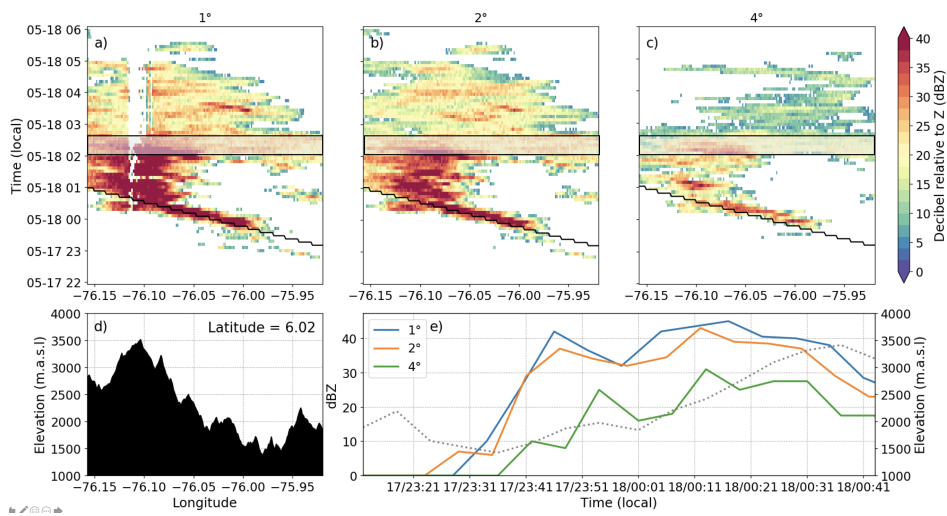 1° 2° 4°
a) b) c)
05-18 06
05-18 05
05-18 04
05-18 03
05-18 02
05-18 01
05-18 00
05-17 23
05-17 22
Time (local)
−76.15 −76.10 −76.05 −76.00 −75.95
−76.15 −76.10 −76.05 −76.00 −75.95
−76.15 −76.10 −76.05 −76.00 −75.95
40
35
30
25
20
15
10
5
0
Decibel relative to Z (dBZ)
d) Latitude = 6.02
4000
3500
3000
2500
2000
1500
1000
Elevation (m.a.s.l)
−76.15 −76.10 −76.05 −76.00 −75.95
Longitude
e)
1°
2°
4°
40
30
20
10
0
dBZ
4000
3500
3000
2500
2000
1500
1000
Elevation (m.a.s.l)
17/23:21 17/23:31 17/23:41 17/23:51 18/00:01 18/00:11 18/00:21 18/00:31 18/00:41
Time (local)